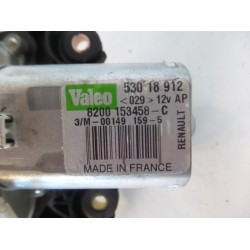 Valeo
530 18 912
<029> 12v AP
8200 153458-C
3/M-00149 159-5
RENAULT
MADE IN FRANCE